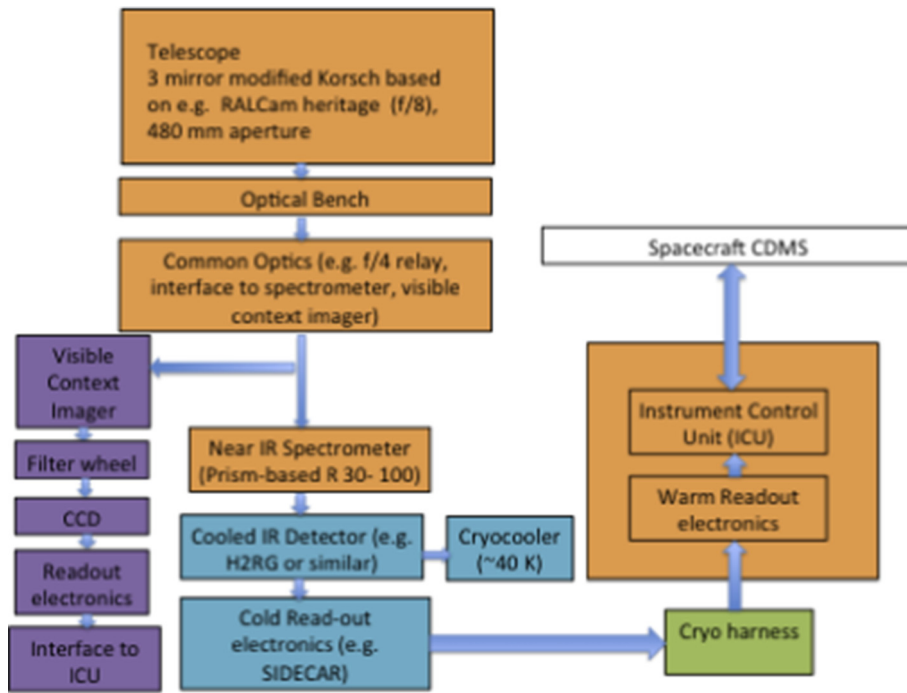 Telescope
3 mirror modified Korsch based
on e.g. RALCam heritage (f/8),
480 mm aperture
Optical Bench
Common Optics (e.g. f/4 relay,
interface to spectrometer, visible
context imager)
Visible
Context
Imager
Filter wheel
CCD
Readout
electronics
Interface to
ICU
Near IR Spectrometer
(Prism-based R 30- 100)
Cooled IR Detector (e.g.
H2RG or similar)
Cryocooler
(~40 K)
Cold Read-out
electronics (e.g.
SIDECAR)
Spacecraft CDMS
Instrument Control
Unit (ICU)
Warm Readout
electronics
Cryo harness